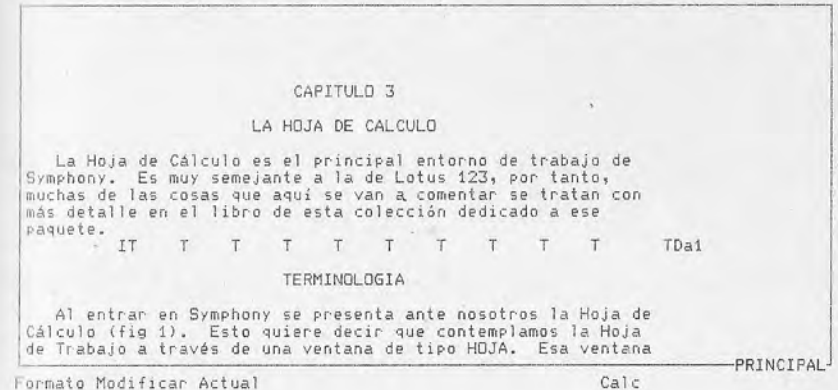 CAPITULO 3
LA HOJA DE CALCULO
La Hoja de Cálculo es el principal entorno de trabajo de
Symphony. Es muy semejante a la de Lotus 123, por tanto,
muchas de las cosas que aquí se van a comentar se tratan con
más detalle en el libro de esta colección dedicado a ese
paquete.
IT T T T T T T T T T TDa1
TERMINOLOGIA
Al entrar en Symphony se presenta ante nosotros la Hoja de
Cálculo (fig 1). Esto quiere decir que contemplamos la Hoja
de Trabajo a través de una ventana de tipo HOJA. Esa ventana
PRINCIPAL
Formato Modificar Actual Calc